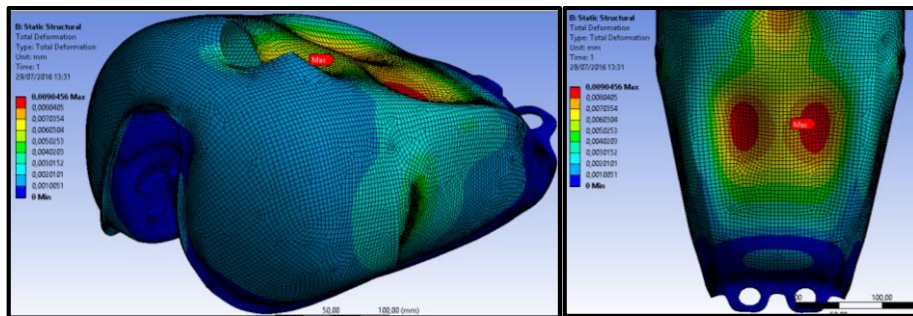 B: Static Structural
Total Deformation
Type: Total Deformation
Unit: mm
Time: 1
29/07/2016 13:31
0,0090456 Max
0,0080405
0,0070354
0,0060304
0,0050253
0,0040203
0,0030152
0,0020101
0,0010051
0 Min
Max
50,00
100,00 (mm)
B: Static Structural
Total Deformation
Type: Total Deformation
Unit: mm
Time: 1
29/07/2016 13:31
0,0090456 Max
0,0080405
0,0070354
0,0060304
0,0050253
0,0040203
0,0030152
0,0020101
0,0010051
0 Min
Max
100,00